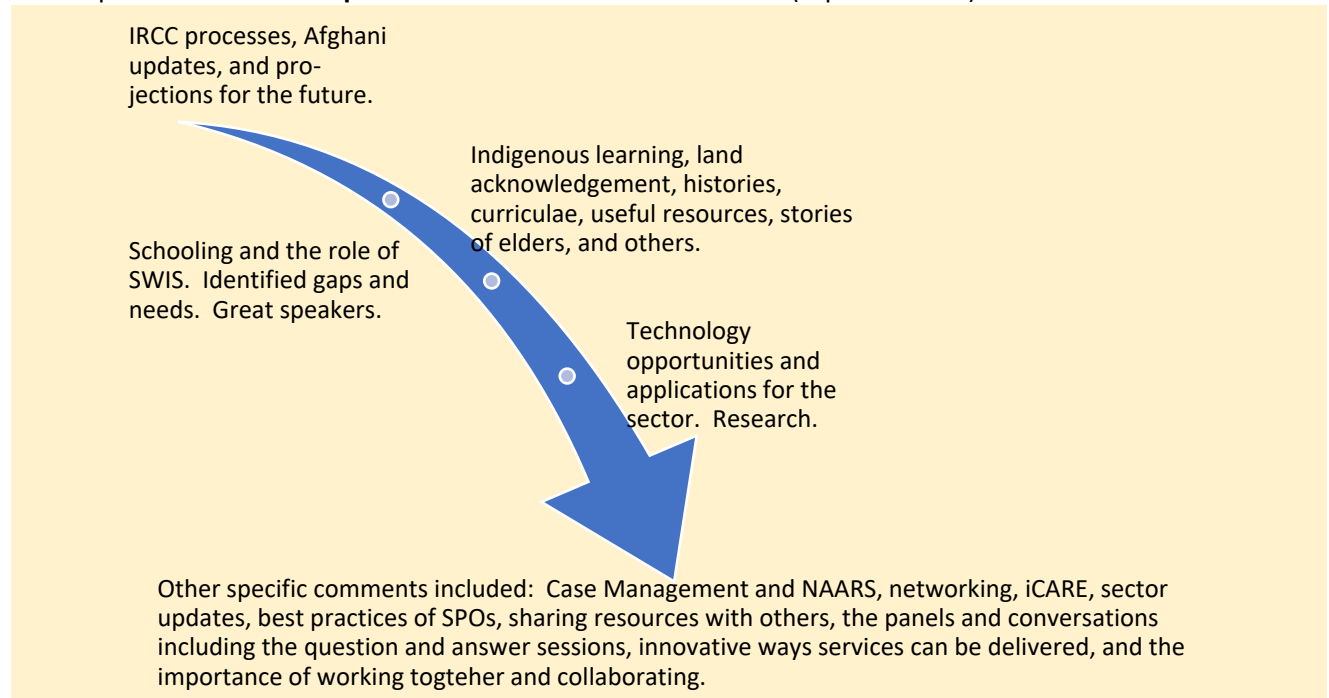 IRCC processes, Afghani
updates, and pro-
jections for the future.
Indigenous learning, land
acknowledgement, histories,
curriculae, useful resources, stories
of elders, and others.
Schooling and the role of
SWIS.  Identified gaps and
needs.  Great speakers.
Technology
opportunities and
applications for the
sector.  Research.
Other specific comments included:  Case Management and NAARS, networking, iCARE, sector
updates, best practices of SPOs, sharing resources with others, the panels and conversations
including the question and answer sessions, innovative ways services can be delivered, and the
importance of working togteher and collaborating.